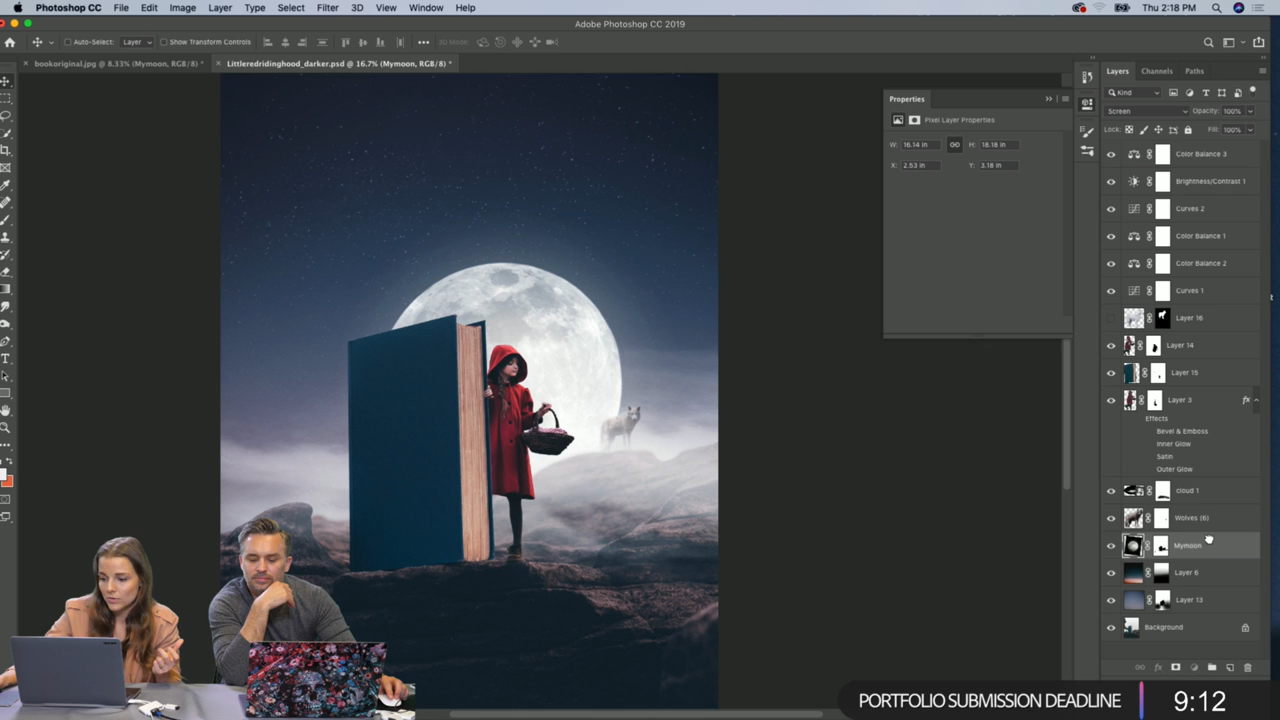 Photoshop CC File Edit Image Layer Type Select Filter 3D View Window Help Thu 2:18 PM
Adobe Photoshop CC 2019
Auto-Select: Layer Show Transform Controls 3D Mode:
bookoriginal.jpg @ 8.33% (Mymoon, RGB/8) * Littleredridinghood_darker.psd @ 16.7% (Mymoon, RGB/8) *
Properties
Pixel Layer Properties
W: 16.14 in H: 18.18 in
X: 2.53 in Y: 3.18 in
Layers Channels Paths
Kind
Screen Opacity: 100%
Lock: Fill: 100%
Color Balance 3
Brightness/Contrast 1
Curves 2
Color Balance 1
Color Balance 2
Curves 1
Layer 16
Layer 14
Layer 15
Layer 3 fx
Effects
Bevel & Emboss
Inner Glow
Satin
Outer Glow
cloud 1
Wolves (6)
Mymoon
Layer 6
Layer 13
Background
fx
PORTFOLIO SUBMISSION DEADLINE 9:12